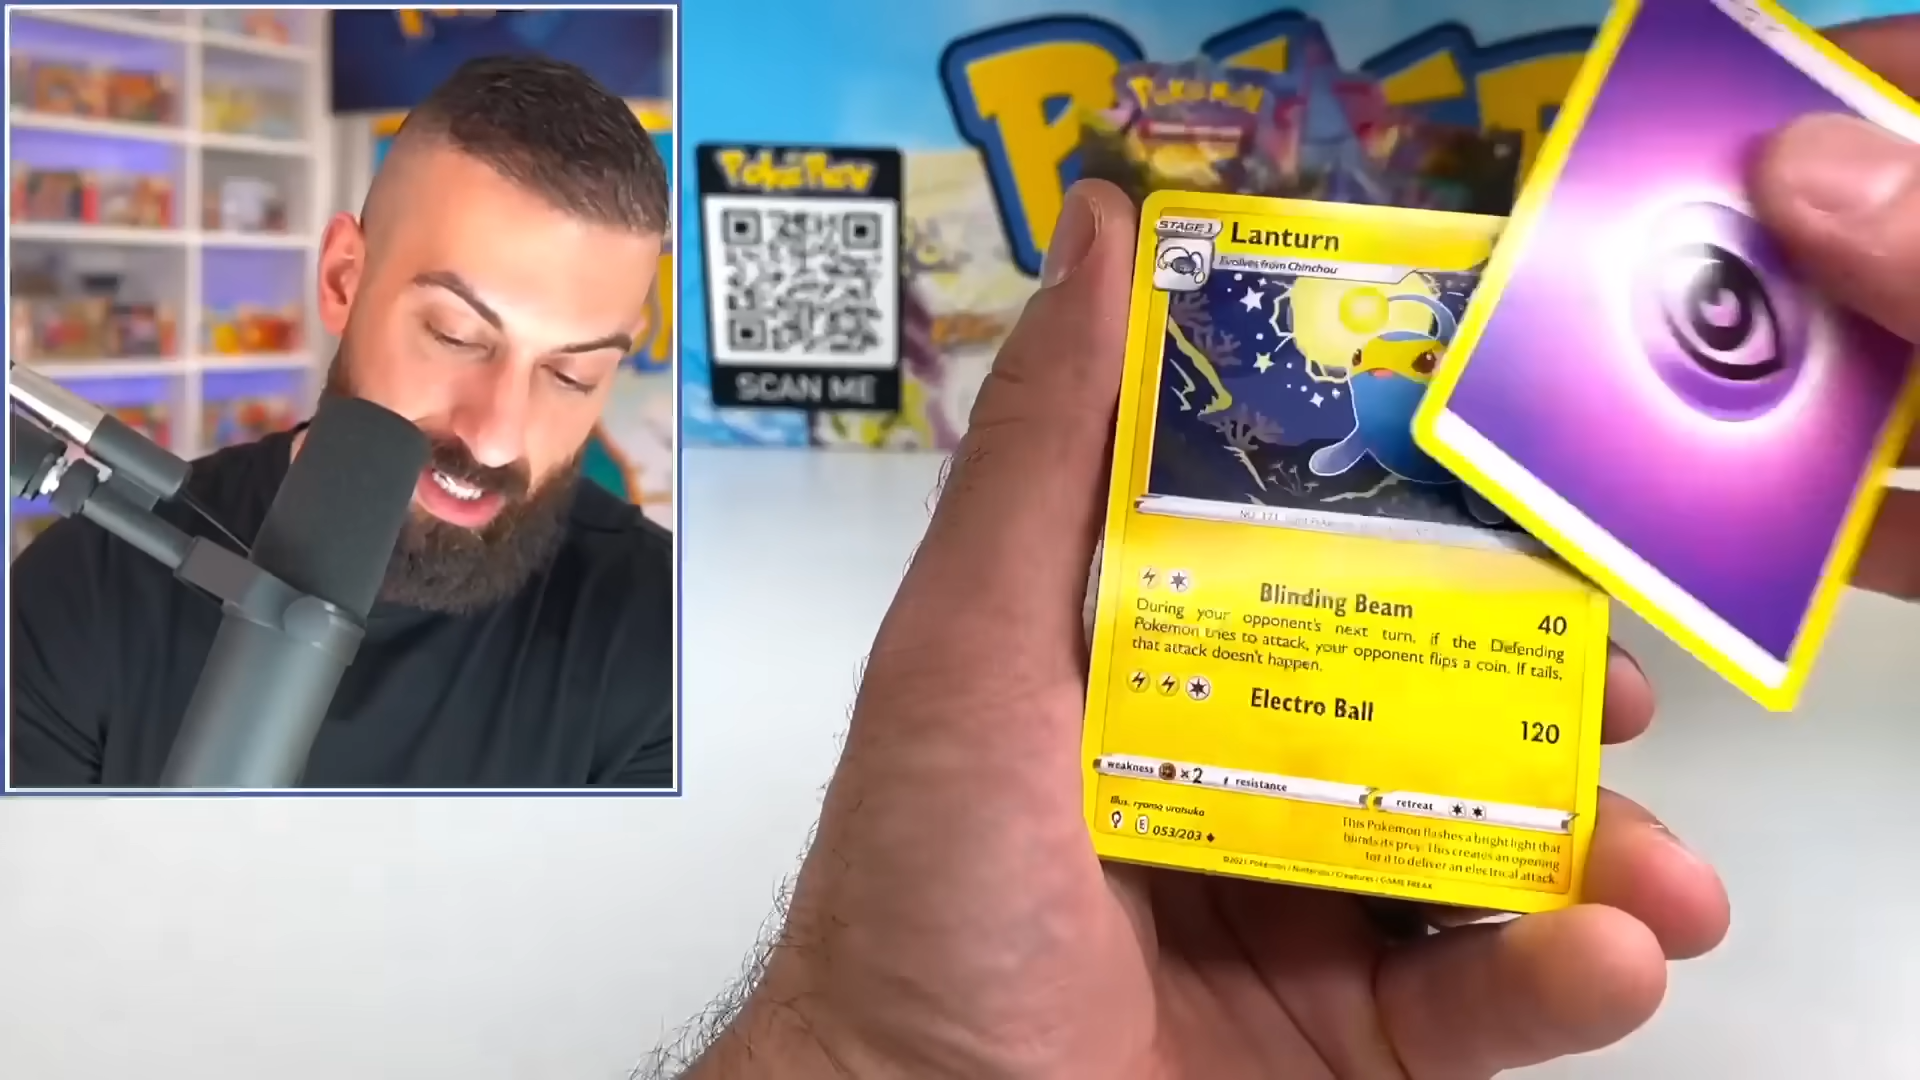 PokéRev
SCAN ME
Pokémon
STAGE 1
Lanturn
Evolves from Chinchou
Blinding Beam 40
During your opponent's next turn, if the Defending
Pokémon tries to attack, your opponent flips a coin. If tails,
that attack doesn't happen.
Electro Ball 120
weakness ×2 resistance retreat
Illus. ryoma uratsuka
E 053/203
This Pokémon flashes a bright light that
blinds its prey. This creates an opening
for it to deliver an electrical attack.
©2021 Pokémon / Nintendo / Creatures / GAME FREAK